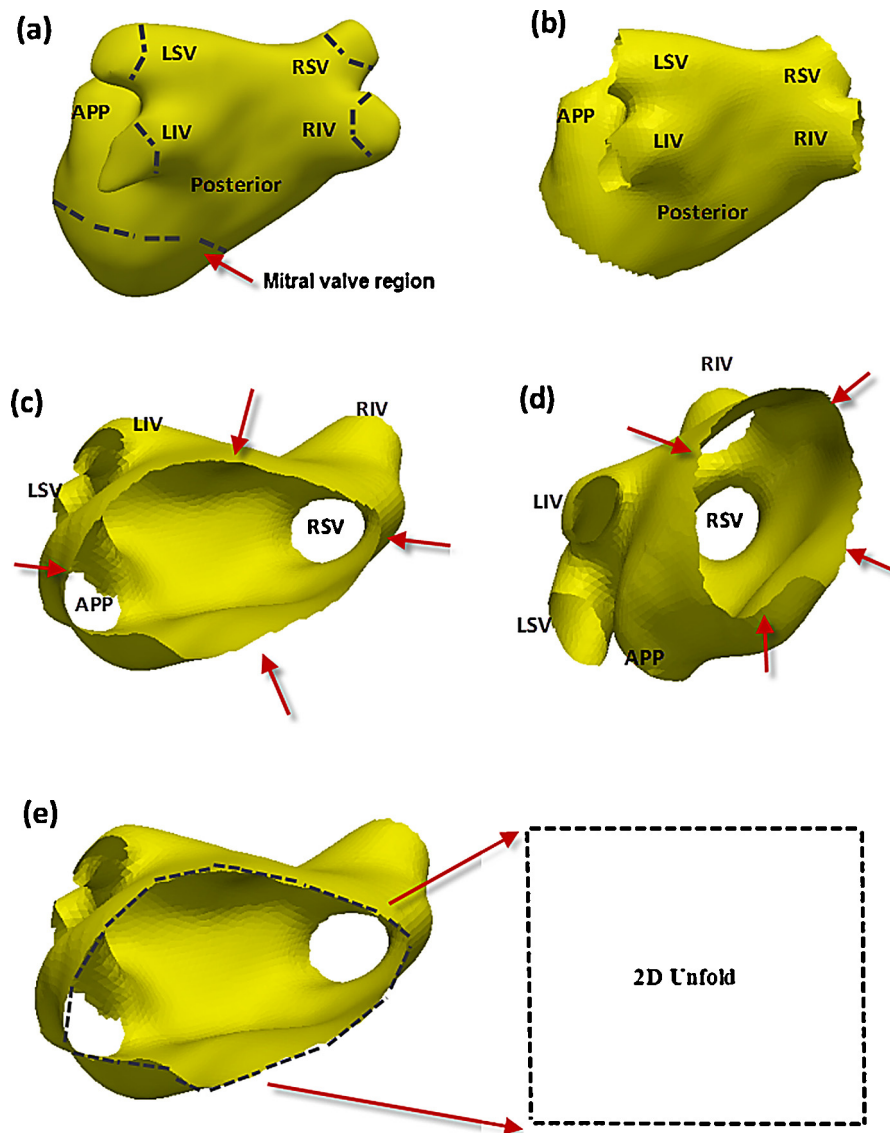 (a)
LSV
RSV
APP
LIV
RIV
Posterior
Mitral valve region
(b)
LSV
RSV
APP
LIV
RIV
Posterior
(c)
LIV
RIV
LSV
RSV
APP
(d)
RIV
LIV
RSV
LSV
APP
(e)
2D Unfold